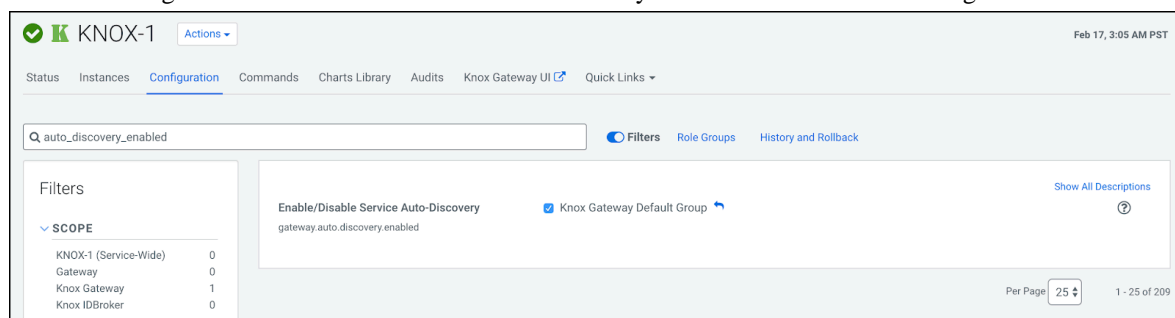 KNOX-1 Actions
Feb 17, 3:05 AM PST
Status Instances Configuration Commands Charts Library Audits Knox Gateway UI Quick Links
auto_discovery_enabled
Filters Role Groups History and Rollback
Filters
SCOPE
KNOX-1 (Service-Wide) 0
Gateway 0
Knox Gateway 1
Knox IDBroker 0
Show All Descriptions
Enable/Disable Service Auto-Discovery
Knox Gateway Default Group
gateway.auto.discovery.enabled
Per Page 25 1 - 25 of 209